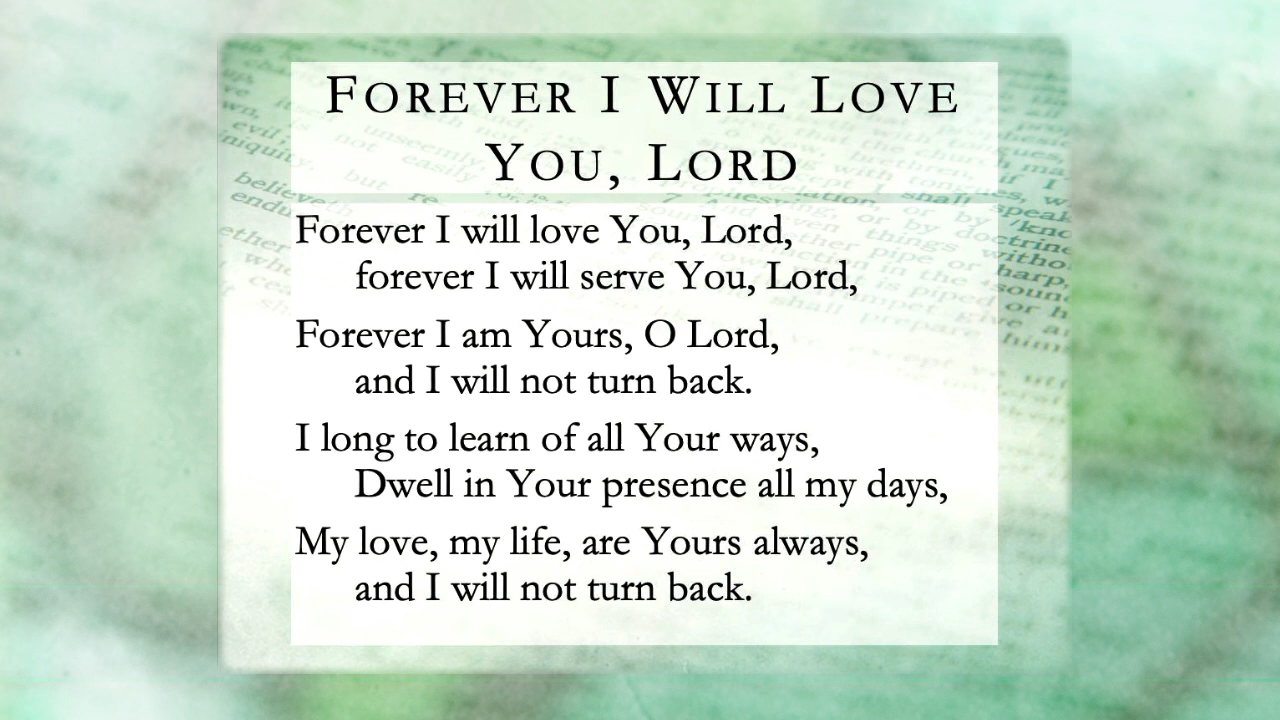 FOREVER I WILL LOVE
YOU, LORD
Forever I will love You, Lord,
forever I will serve You, Lord,
Forever I am Yours, O Lord,
and I will not turn back.
I long to learn of all Your ways,
Dwell in Your presence all my days,
My love, my life, are Yours always,
and I will not turn back.